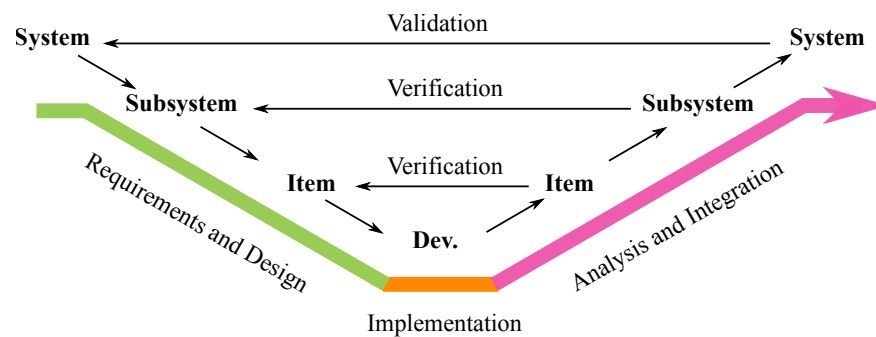 Validation
System
System
Verification
Subsystem
Subsystem
Verification
Item
Item
Requirements and Design
Analysis and Integration
Dev.
Implementation